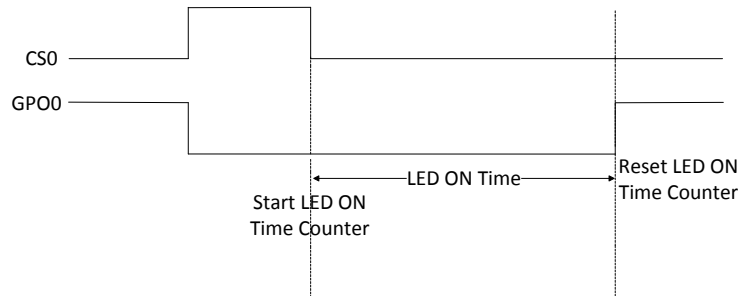 CS0
GPO0
LED ON Time
Start LED ON
Time Counter
Reset LED ON
Time Counter